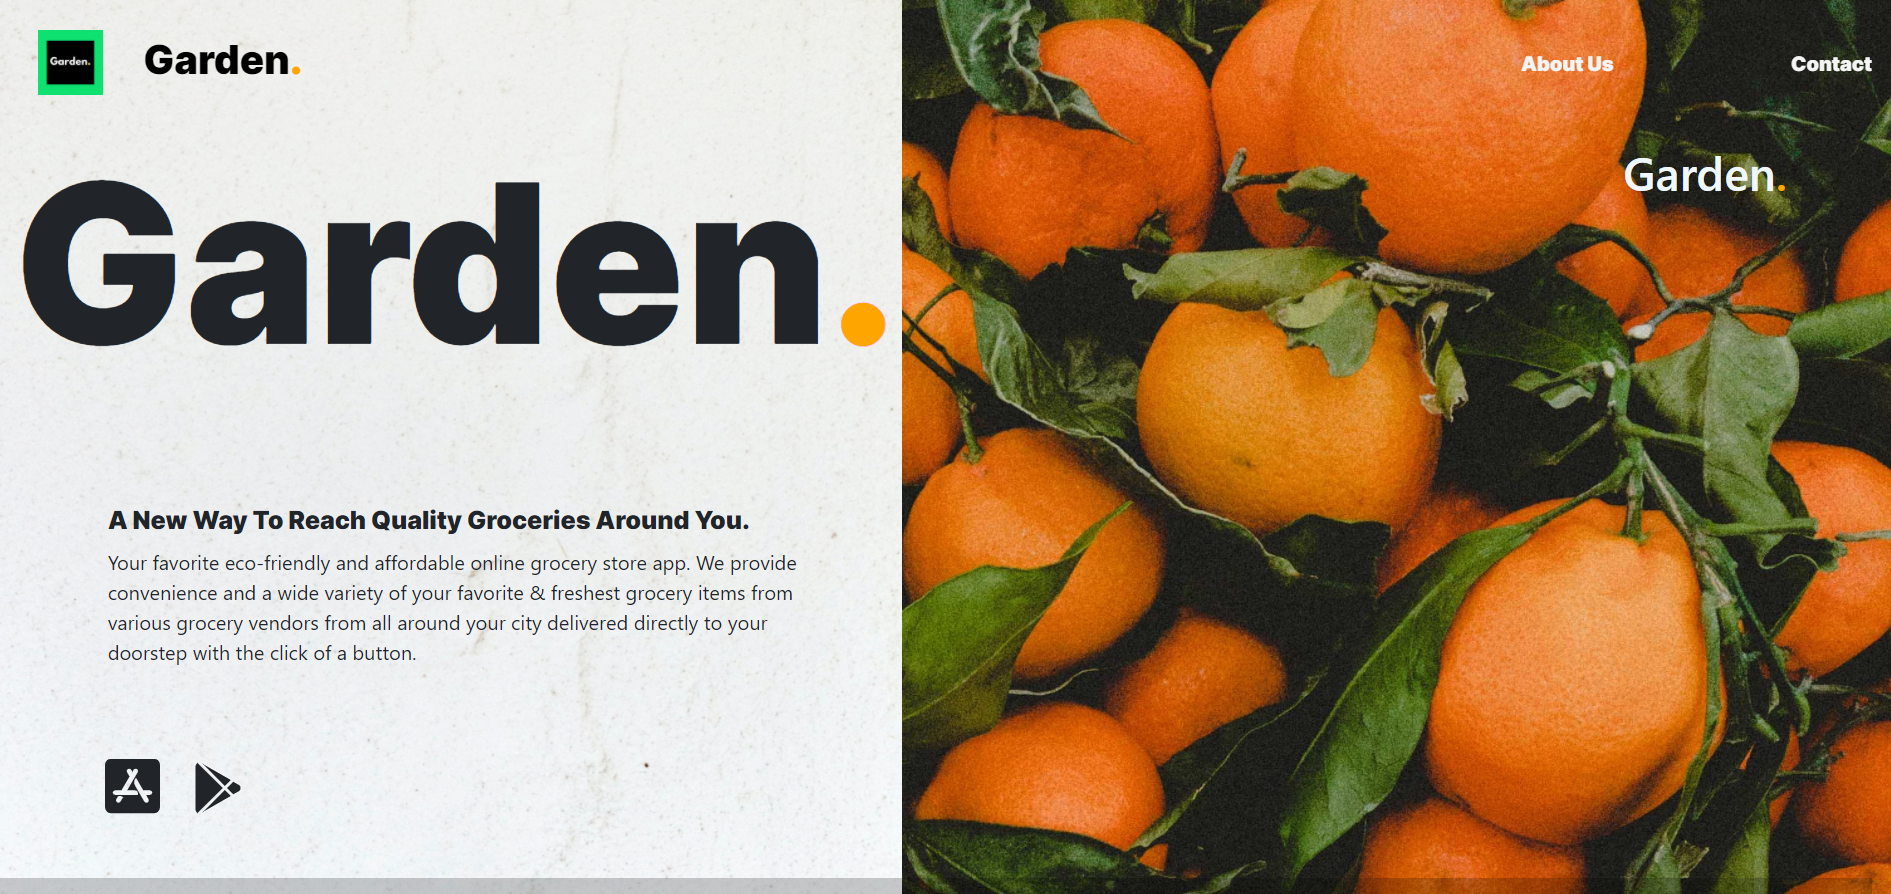 Garden.
Garden.
About Us
Contact
Garden.
Garden.
A New Way To Reach Quality Groceries Around You.
Your favorite eco-friendly and affordable online grocery store app. We provide
convenience and a wide variety of your favorite & freshest grocery items from
various grocery vendors from all around your city delivered directly to your
doorstep with the click of a button.